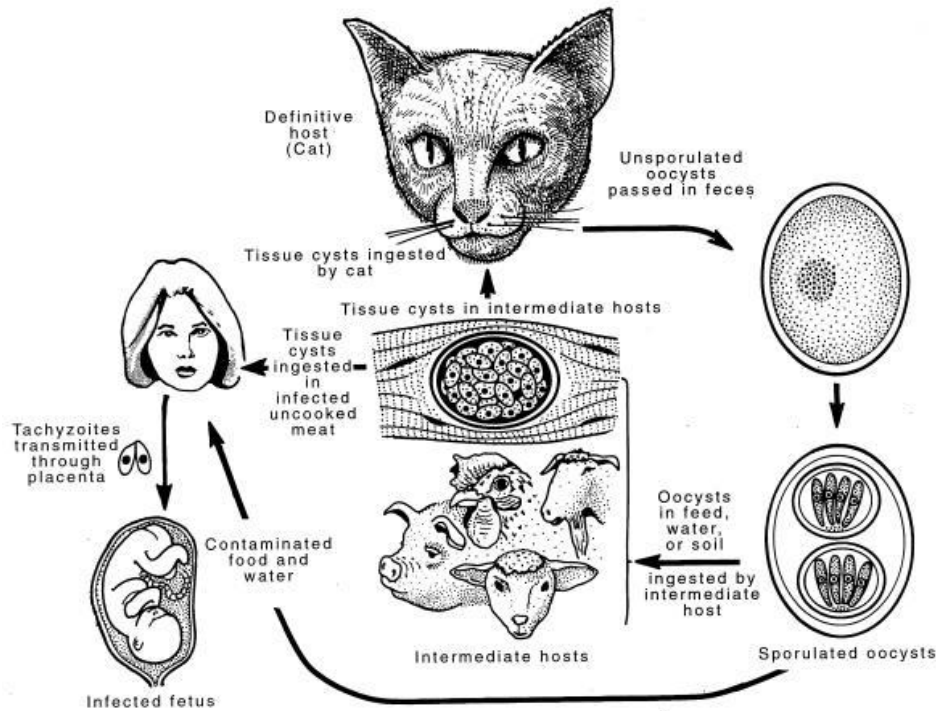 Definitive
host
(Cat)
Unsporulated
oocysts
passed in feces
Tissue cysts ingested
by cat
Tissue cysts in intermediate hosts
Tissue
cysts
ingested
in
infected
uncooked
meat
Tachyzoites
transmitted
through
placenta
Contaminated
food and
water
Oocysts
in feed,
water,
or soil
ingested by
intermediate
host
Infected fetus
Intermediate hosts
Sporulated oocysts